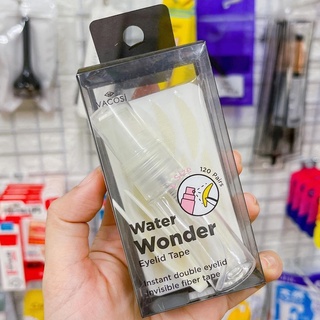 VACOSI
120 Pairs
Water
Wonder
Eyelid Tape
Instant double eyelid
Invisible fiber tape